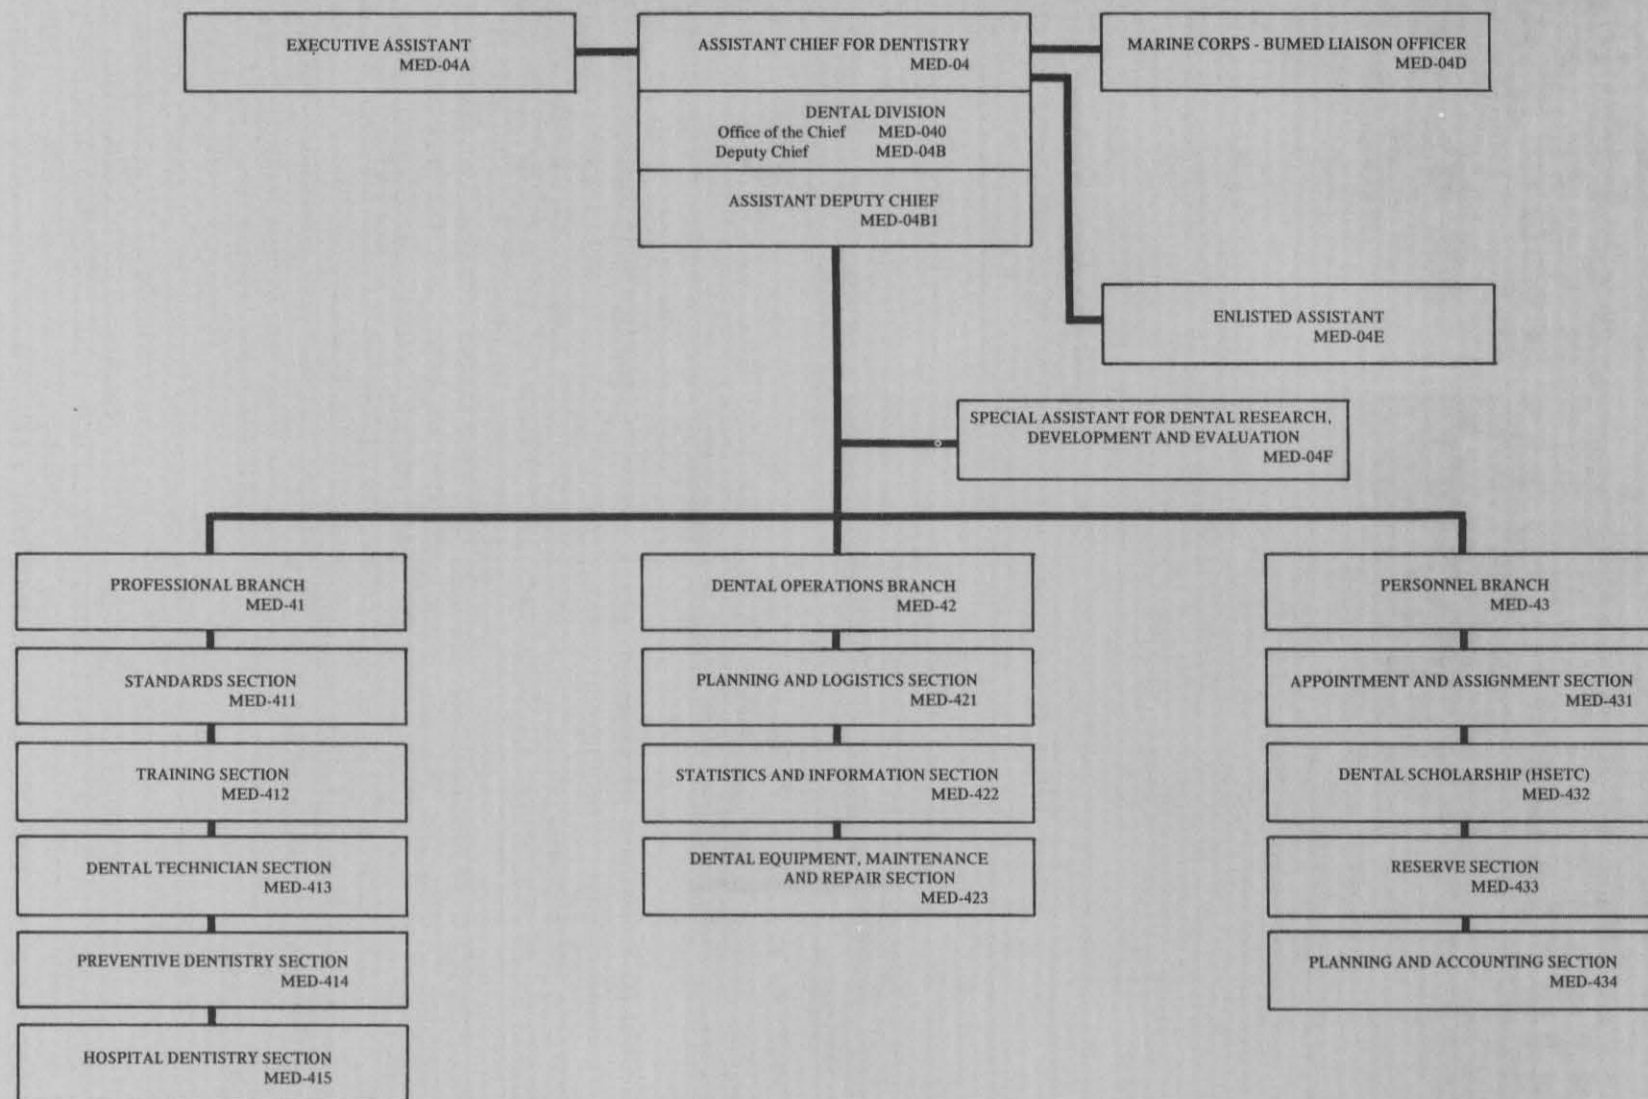 EXECUTIVE ASSISTANT
MED-04A
ASSISTANT CHIEF FOR DENTISTRY
MED-04
MARINE CORPS - BUMED LIAISON OFFICER
MED-04D
DENTAL DIVISION
Office of the Chief MED-040
Deputy Chief MED-04B
ASSISTANT DEPUTY CHIEF
MED-04B1
ENLISTED ASSISTANT
MED-04E
SPECIAL ASSISTANT FOR DENTAL RESEARCH,
DEVELOPMENT AND EVALUATION
MED-04F
PROFESSIONAL BRANCH
MED-41
STANDARDS SECTION
MED-411
TRAINING SECTION
MED-412
DENTAL TECHNICIAN SECTION
MED-413
PREVENTIVE DENTISTRY SECTION
MED-414
HOSPITAL DENTISTRY SECTION
MED-415
DENTAL OPERATIONS BRANCH
MED-42
PLANNING AND LOGISTICS SECTION
MED-421
STATISTICS AND INFORMATION SECTION
MED-422
DENTAL EQUIPMENT, MAINTENANCE
AND REPAIR SECTION
MED-423
PERSONNEL BRANCH
MED-43
APPOINTMENT AND ASSIGNMENT SECTION
MED-431
DENTAL SCHOLARSHIP (HSETC)
MED-432
RESERVE SECTION
MED-433
PLANNING AND ACCOUNTING SECTION
MED-434